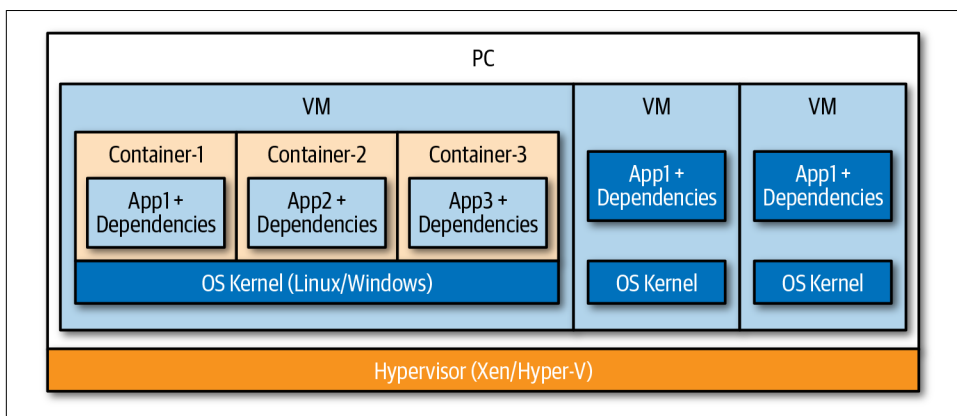 PC
VM
VM
VM
Container-1
Container-2
Container-3
App1 +
Dependencies
App2 +
Dependencies
App3 +
Dependencies
App1 +
Dependencies
App1 +
Dependencies
OS Kernel (Linux/Windows)
OS Kernel
OS Kernel
Hypervisor (Xen/Hyper-V)